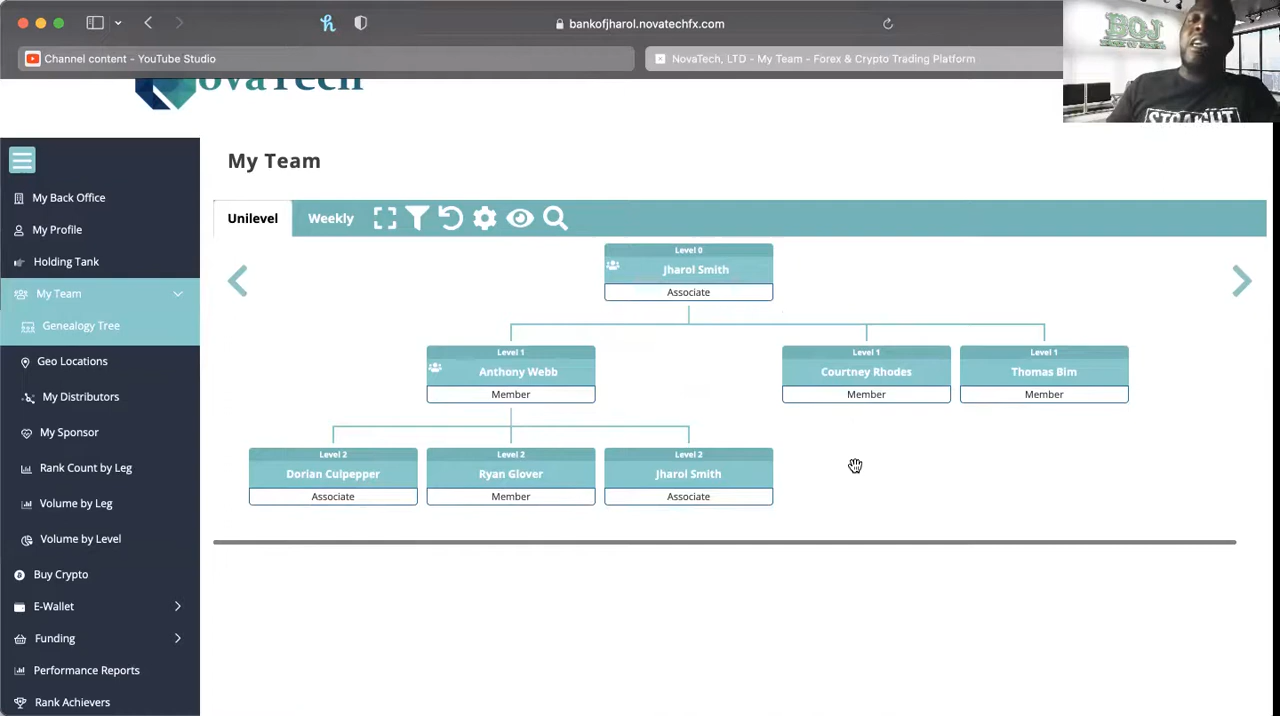 bankofjharol.novatechfx.com
Channel content - YouTube Studio
NovaTech, LTD - My Team - Forex & Crypto Trading Platform
NovaTech
BOJ
STRAIGHT
My Team
My Back Office
My Profile
Holding Tank
My Team
Genealogy Tree
Geo Locations
My Distributors
My Sponsor
Rank Count by Leg
Volume by Leg
Volume by Level
Buy Crypto
E-Wallet
Funding
Performance Reports
Rank Achievers
Unilevel
Weekly
Level 0
Jharol Smith
Associate
Level 1
Anthony Webb
Member
Level 1
Courtney Rhodes
Member
Level 1
Thomas Bim
Member
Level 2
Dorian Culpepper
Associate
Level 2
Ryan Glover
Member
Level 2
Jharol Smith
Associate